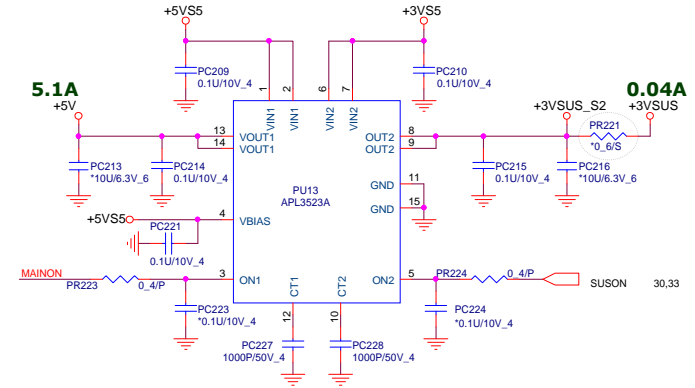 +5VS5
+3VS5
PC209
0.1U/10V_4
PC210
0.1U/10V_4
5.1A
0.04A
+5V
+3VSUS_S2
+3VSUS
1
2
6
7
VIN1
VIN1
VIN2
VIN2
PR221
*0_6/S
13
14
VOUT1
VOUT1
OUT2
OUT2
8
9
PC213
*10U/6.3V_6
PC214
0.1U/10V_4
PC215
0.1U/10V_4
PC216
*10U/6.3V_6
PU13
APL3523A
GND
11
GND
15
+5VS5
4
VBIAS
PC221
0.1U/10V_4
MAINON
PR223
0_4/P
3
ON1
CT1
CT2
ON2
5
PR224
0_4/P
SUSON
30,33
PC223
*0.1U/10V_4
PC224
*0.1U/10V_4
12
10
PC227
1000P/50V_4
PC228
1000P/50V_4